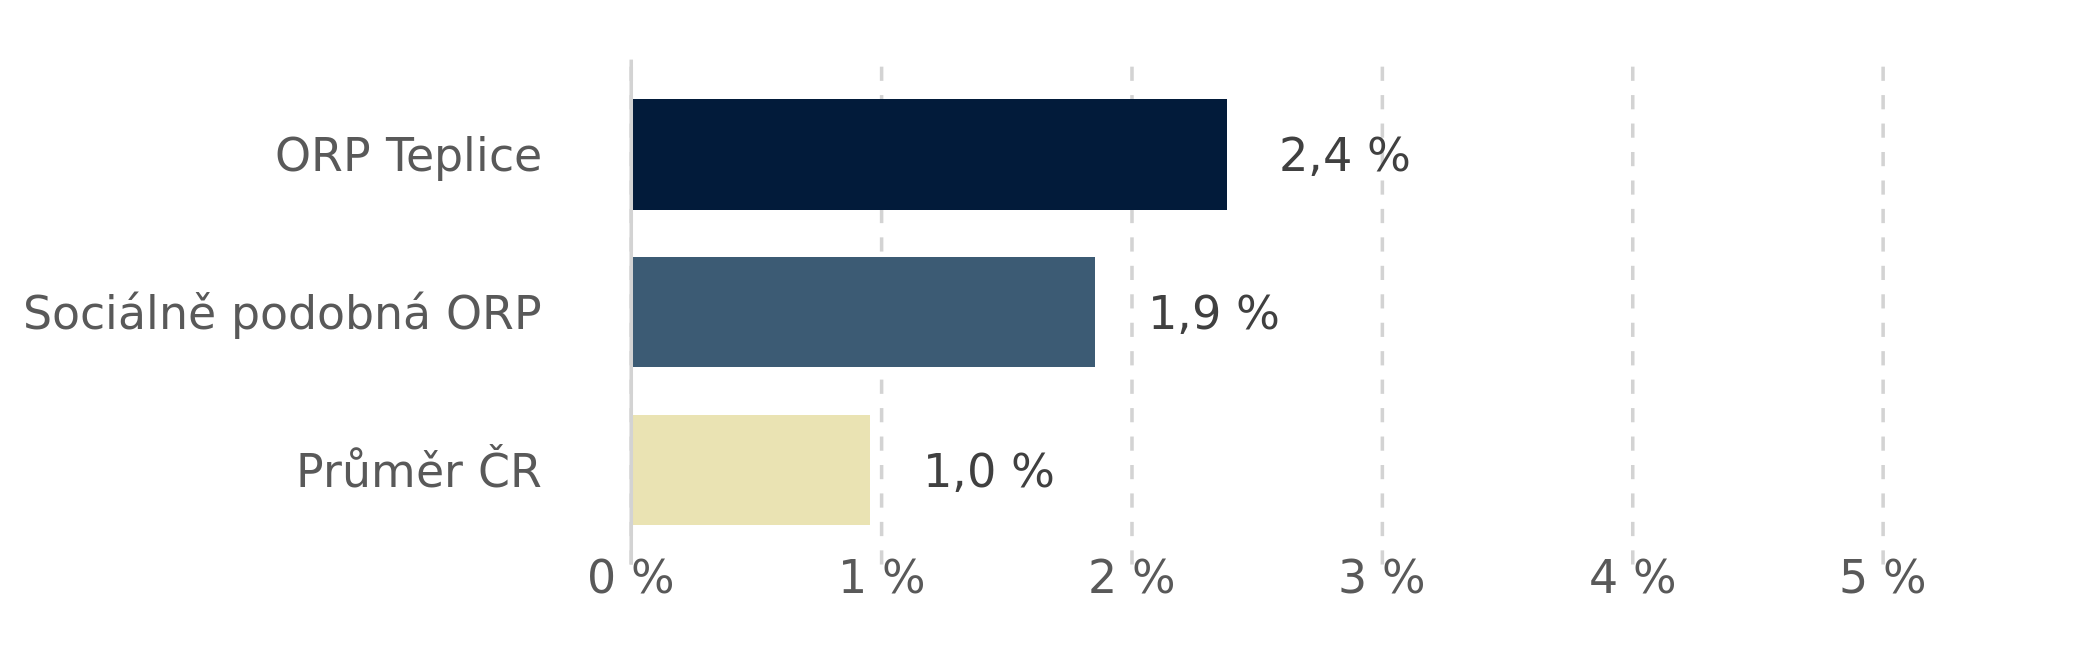 ORP Teplice
2,4 %
Sociálně podobná ORP
1,9 %
Průměr ČR
1,0 %
0 % 1 % 2 % 3 % 4 % 5 %